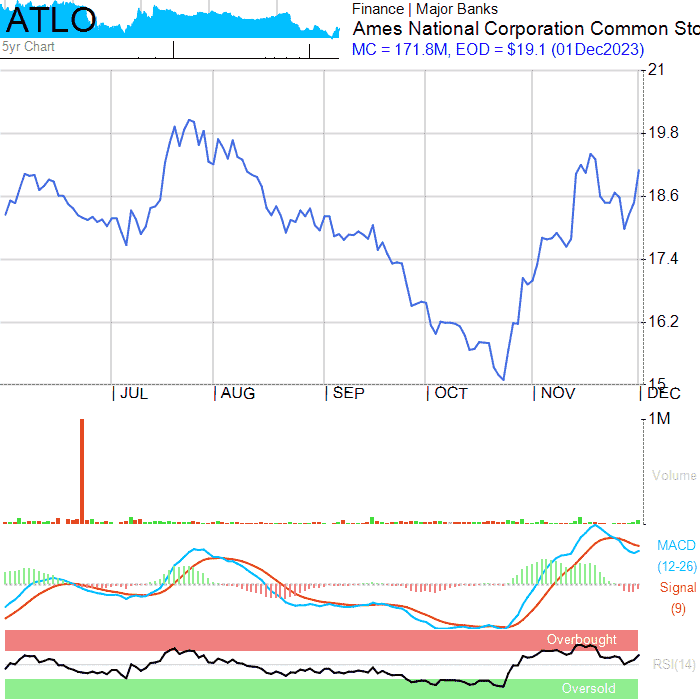 ATLO
5yr Chart
Finance | Major Banks
Ames National Corporation Common Sto
MC = 171.8M, EOD = $19.1 (01Dec2023)
21
19.8
18.6
17.4
16.2
15
JUL AUG SEP OCT NOV DEC
1M
Volume
MACD
(12-26)
Signal
(9)
Overbought
RSI(14)
Oversold